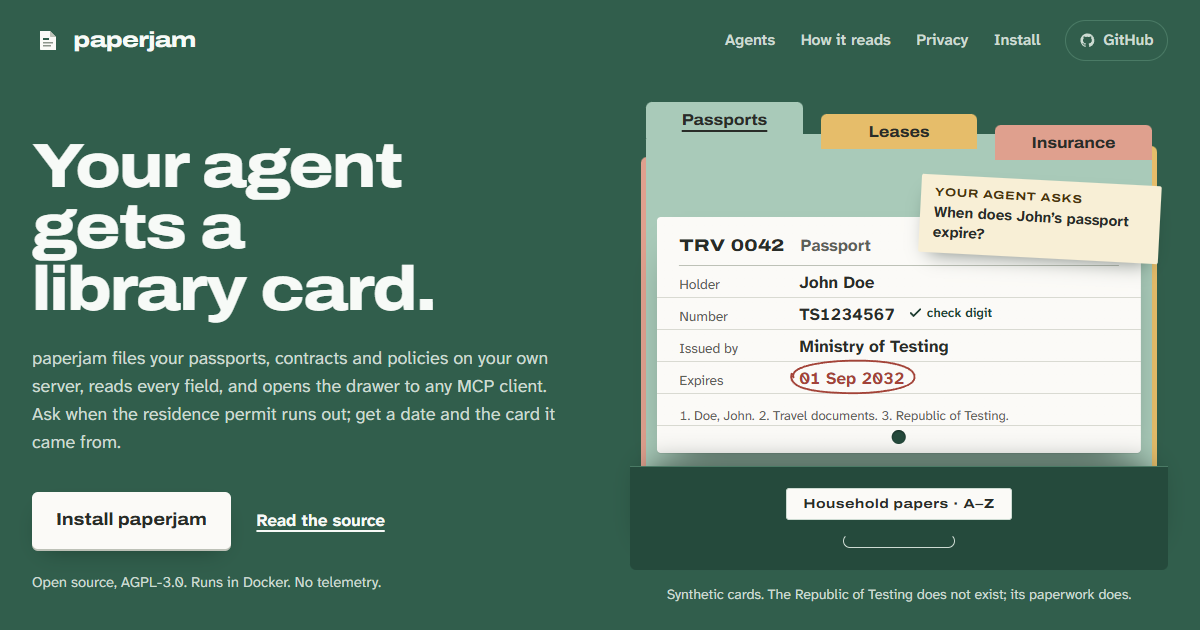 paperjam
Agents
How it reads
Privacy
Install
GitHub
Your agent
gets a
library card.
paperjam files your passports, contracts and policies on your own
server, reads every field, and opens the drawer to any MCP client.
Ask when the residence permit runs out; get a date and the card it
came from.
Install paperjam
Read the source
Open source, AGPL-3.0. Runs in Docker. No telemetry.
Passports
Leases
Insurance
YOUR AGENT ASKS
When does John’s passport
expire?
TRV 0042 Passport
Holder John Doe
Number TS1234567 check digit
Issued by Ministry of Testing
Expires 01 Sep 2032
1. Doe, John. 2. Travel documents. 3. Republic of Testing.
Household papers · A–Z
Synthetic cards. The Republic of Testing does not exist; its paperwork does.